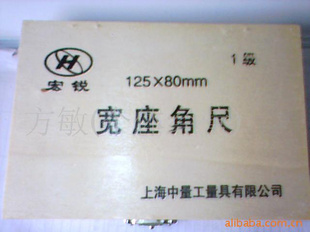 1级
宏锐
125×80mm
宽座角尺
上海中量工量具有限公司
alibaba.com.cn